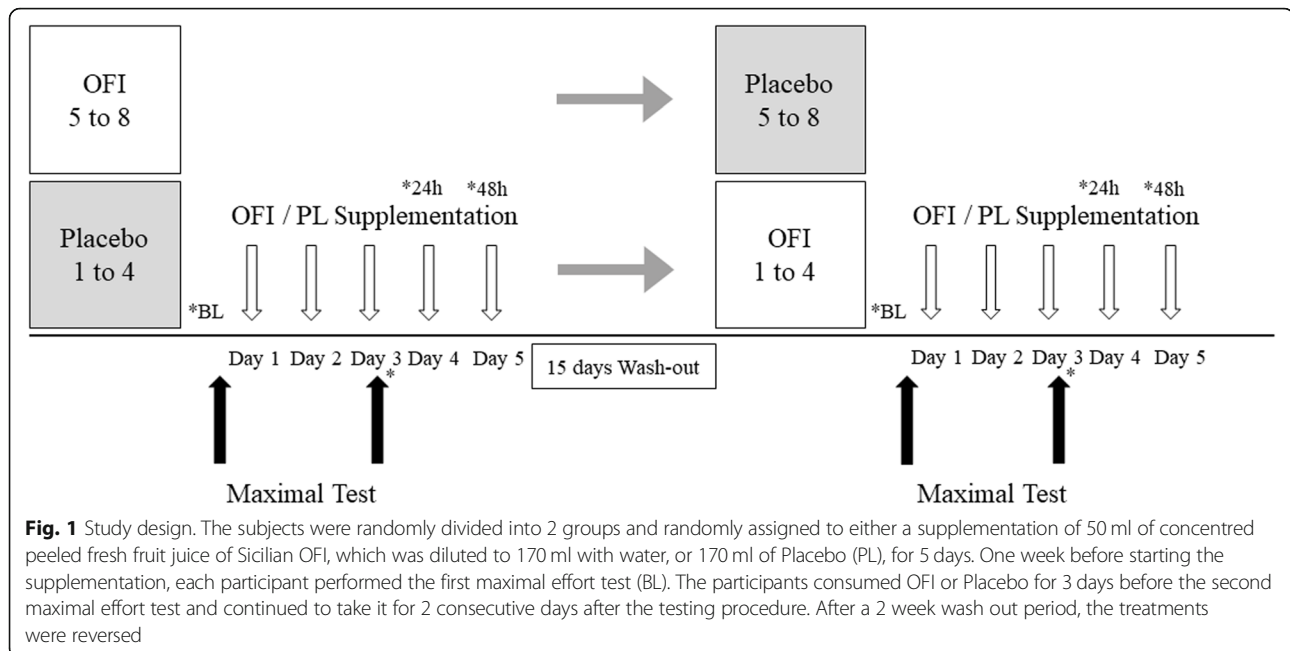 OFI
5 to 8
Placebo
5 to 8
Placebo
1 to 4
*24h *48h
OFI / PL Supplementation
OFI
1 to 4
*24h *48h
OFI / PL Supplementation
*BL
*BL
Day 1 Day 2 Day 3 Day 4 Day 5
*
15 days Wash-out
Day 1 Day 2 Day 3 Day 4 Day 5
*
Maximal Test
Maximal Test
Fig. 1 Study design. The subjects were randomly divided into 2 groups and randomly assigned to either a supplementation of 50 ml of concentred
peeled fresh fruit juice of Sicilian OFI, which was diluted to 170 ml with water, or 170 ml of Placebo (PL), for 5 days. One week before starting the
supplementation, each participant performed the first maximal effort test (BL). The participants consumed OFI or Placebo for 3 days before the second
maximal effort test and continued to take it for 2 consecutive days after the testing procedure. After a 2 week wash out period, the treatments
were reversed